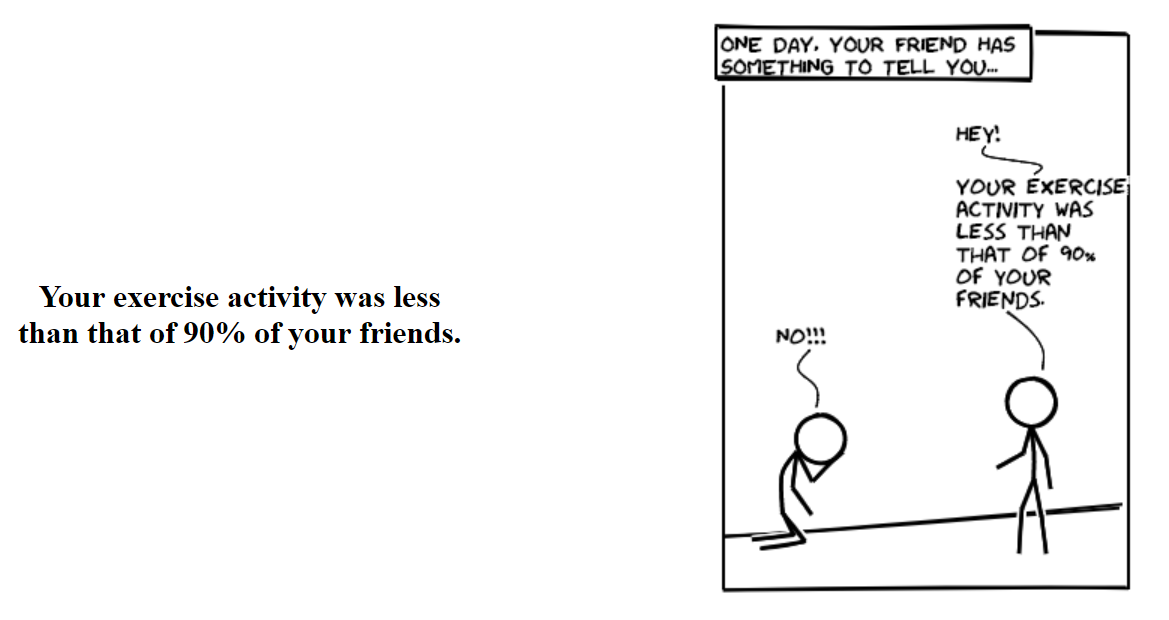 Your exercise activity was less
than that of 90% of your friends.
ONE DAY, YOUR FRIEND HAS
SOMETHING TO TELL YOU...
HEY!
YOUR EXERCISE
ACTIVITY WAS
LESS THAN
THAT OF 90%
OF YOUR
FRIENDS.
NO!!!